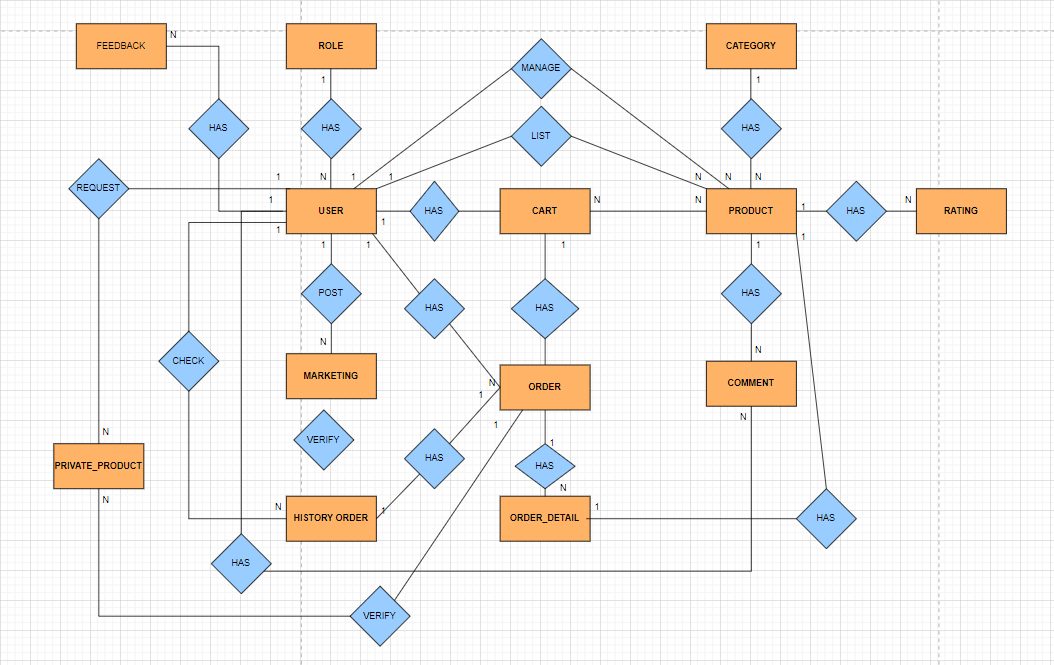 FEEDBACK
N
ROLE
CATEGORY
MANAGE
1
1
HAS
HAS
LIST
HAS
REQUEST
1
N
1
1
N
N
N
1
USER
HAS
CART
N
N
PRODUCT
1
HAS
N
RATING
1
1
1
1
1
1
1
1
POST
HAS
HAS
HAS
N
N
CHECK
MARKETING
ORDER
COMMENT
N
1
1
N
N
VERIFY
1
HAS
HAS
PRIVATE_PRODUCT
N
N
N
1
1
HISTORY ORDER
ORDER_DETAIL
HAS
HAS
VERIFY